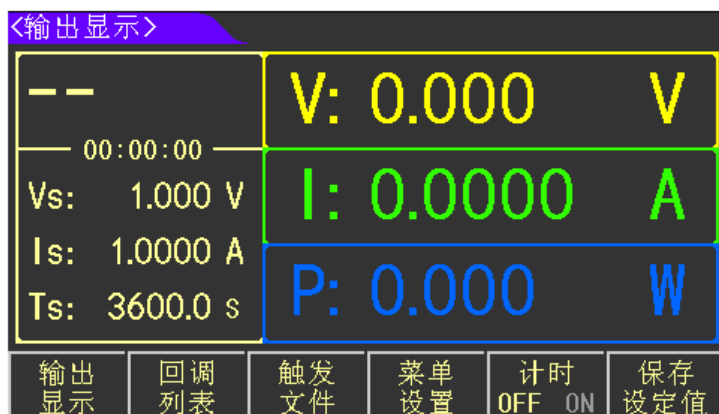 <输出显示>
--
00:00:00
Vs: 1.000 V
Is: 1.0000 A
Ts: 3600.0 s
V: 0.000 V
I: 0.0000 A
P: 0.000 W
输出 回调 触发 菜单 计时 保存
显示 列表 文件 设置 OFF ON 设定值